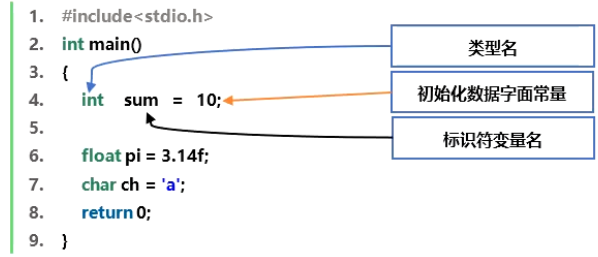 1. #include<stdio.h>
2. int main()
3. {
4. int sum = 10;
5.
6. float pi = 3.14f;
7. char ch = 'a';
8. return 0;
9. }
类型名
初始化数据字面常量
标识符变量名